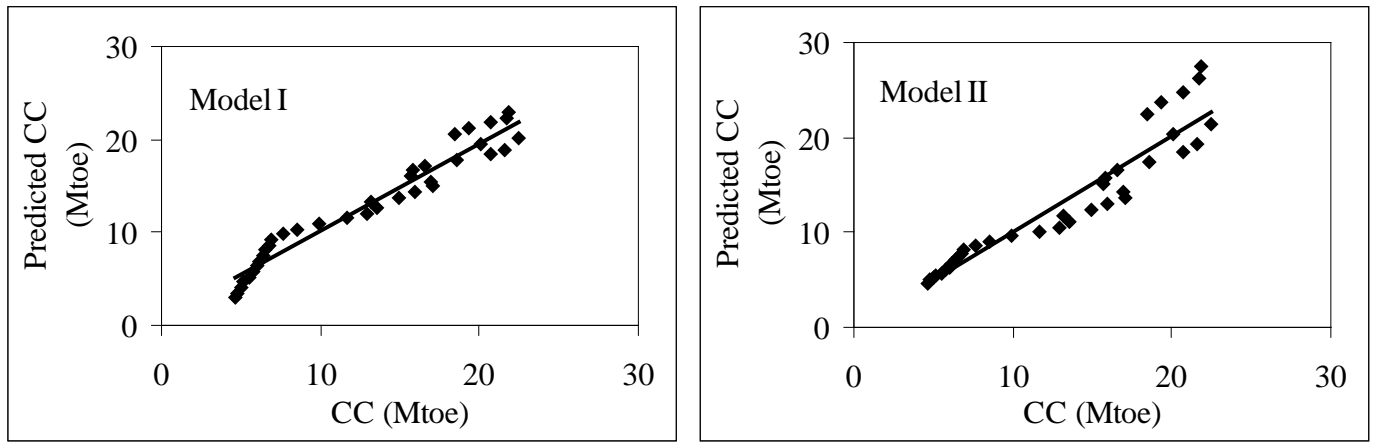 Model I
Predicted CC
(Mtoe)
30
20
10
0
0 10 20 30
CC (Mtoe)
Model II
Predicted CC
(Mtoe)
30
20
10
0
0 10 20 30
CC (Mtoe)